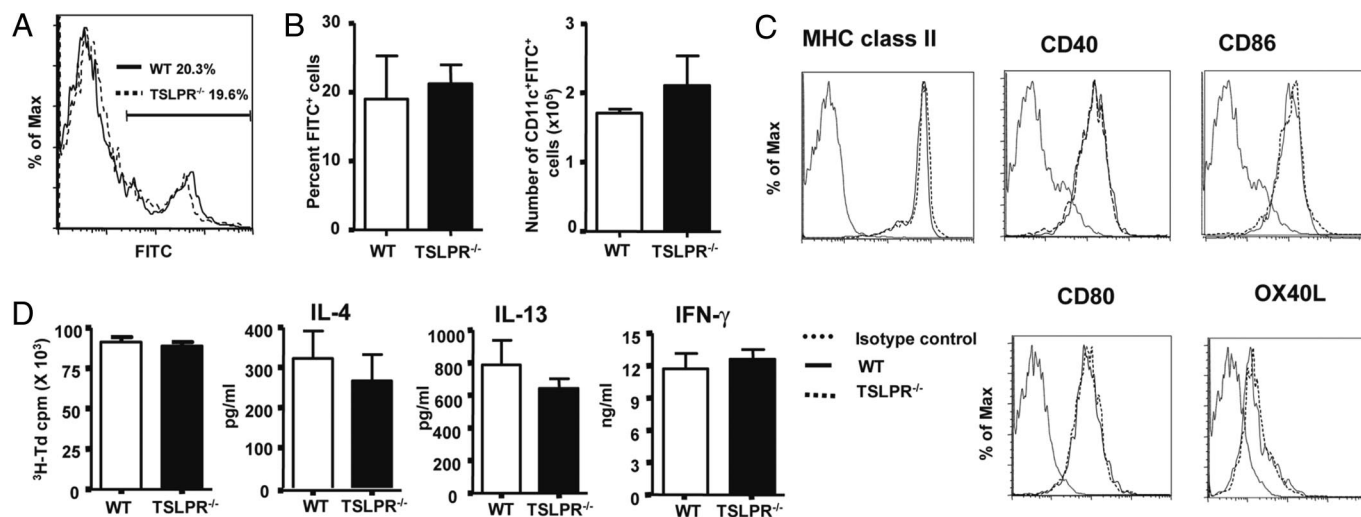 A
% of Max
WT 20.3%
TSLPR-/- 19.6%
FITC
B
Percent FITC+ cells
30
20
10
0
WT
TSLPR-/-
Number of CD11c+FITC+
cells (x10⁵)
3
2
1
0
WT
TSLPR-/-
C
MHC class II
CD40
CD86
% of Max
CD80
OX40L
% of Max
Isotype control
WT
TSLPR-/-
D
³H-Td cpm (X 10³)
100
75
50
25
0
WT
TSLPR-/-
IL-4
pg/ml
400
300
200
100
0
WT
TSLPR-/-
IL-13
pg/ml
1000
800
600
400
200
0
WT
TSLPR-/-
IFN-γ
ng/ml
15
12
9
6
3
0
WT
TSLPR-/-